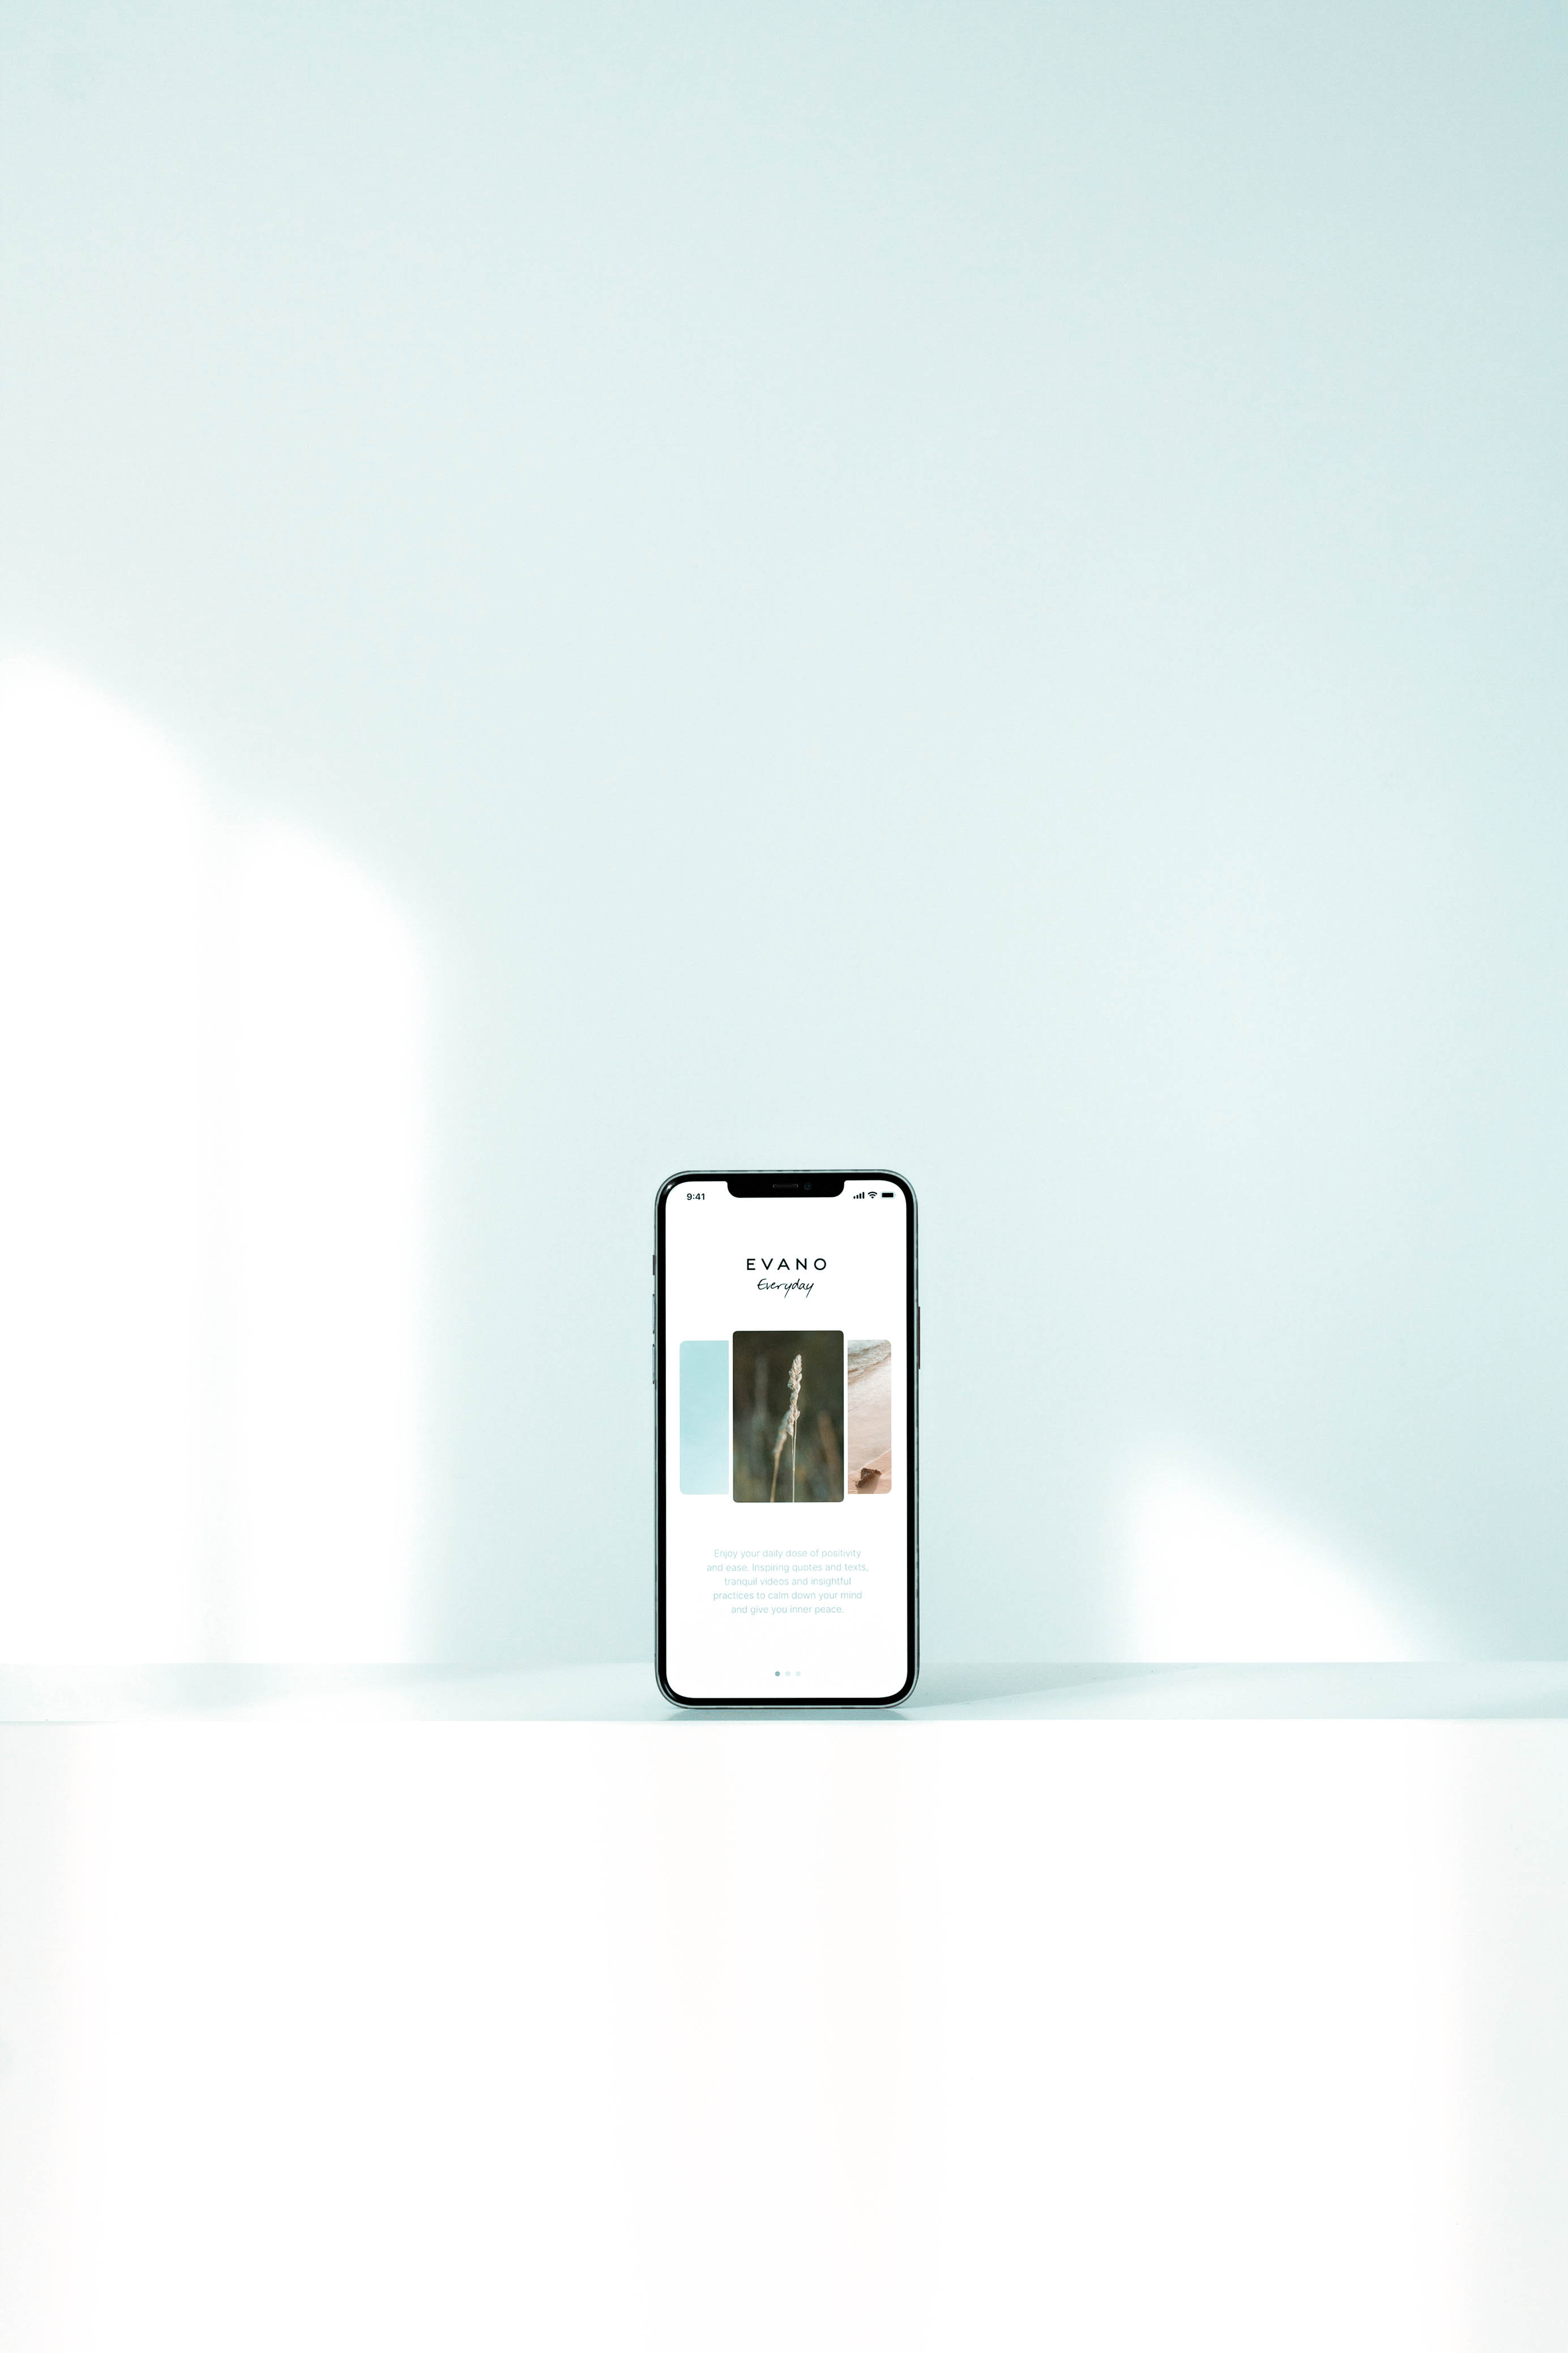 9:41
EVANO
Everyday
Enjoy your daily dose of positivity
and ease. Inspiring quotes and texts,
tranquil videos and insightful
practices to calm down your mind
and give you inner peace.